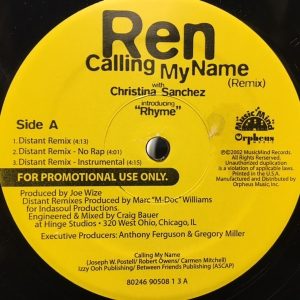 Ren
Calling My Name
(Remix)
with
Christina Sanchez
introducing
"Rhyme"
Side A
1. Distant Remix (4:13)
2. Distant Remix - No Rap (4:01)
3. Distant Remix - Instrumental (4:15)
FOR PROMOTIONAL USE ONLY.
Music Mind
Orpheus
℗©2002 MusicMind Records
All Rights Reserved.
Unauthorized duplication
is a violation of applicable laws.
Printed in the U.S.A.
Manufactured and Distributed by
Orpheus Music, Inc.
Produced by Joe Wize
Distant Remixes Produced by Marc "M-Doc" Williams
for Indasoul Productions.
Engineered & Mixed by Craig Bauer
at Hinge Studios • 320 West Ohio, Chicago, IL
Executive Producers: Anthony Ferguson & Gregory Miller
Calling My Name
(Joseph W. Postell/ Robert Owens/ Carmen Mitchell)
Izzy Ooh Publishing/ Between Friends Publishing (ASCAP)
80246 90508 1 3 A